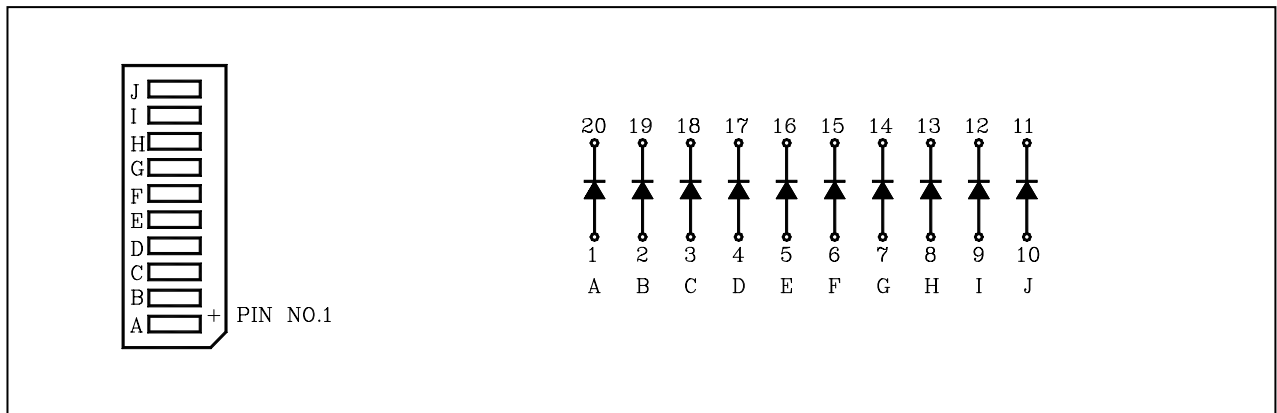 J
I
H
G
F
E
D
C
B
A + PIN NO.1
20 19 18 17 16 15 14 13 12 11
1 2 3 4 5 6 7 8 9 10
A B C D E F G H I J